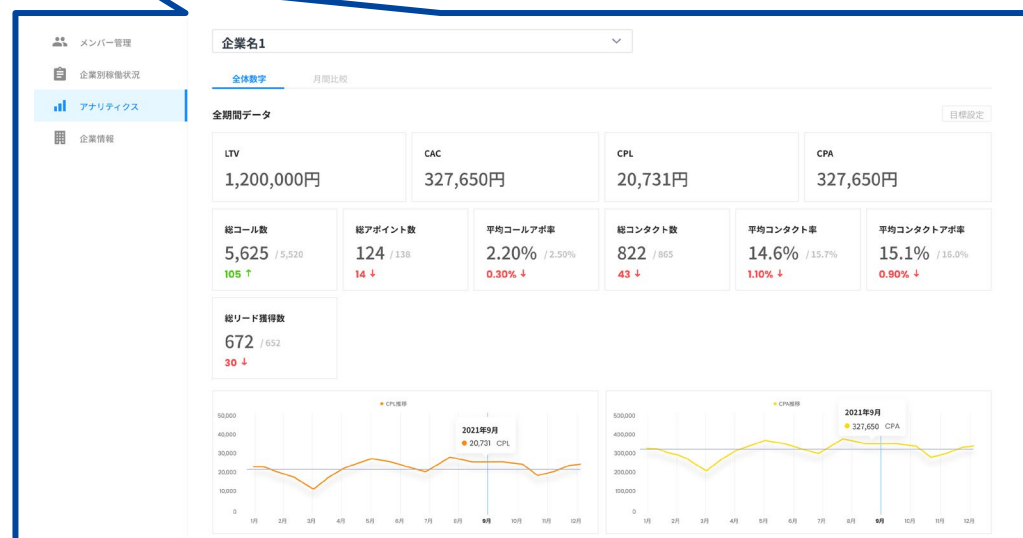 メンバー管理
企業別稼働状況
アナリティクス
企業情報
企業名1
全体数字 月間比較
全期間データ 目標設定
LTV CAC CPL CPA
1,200,000円 327,650円 20,731円 327,650円
総コール数 総アポイント数 平均コールアポ率 総コンタクト数 平均コンタクト率 平均コンタクトアポ率
5,625 /5,520 124 /138 2.20% /2.50% 822 /865 14.6% /15.7% 15.1% /16.0%
105 ↑ 14 ↓ 0.30% ↓ 43 ↓ 1.10% ↓ 0.90% ↓
総リード獲得数
672 /652
30 ↓
CPL推移
50,000
40,000
30,000
20,000
10,000
0
2021年9月
20,731 CPL
1月 2月 3月 4月 5月 6月 7月 8月 9月 10月 11月 12月
CPA推移
500,000
400,000
300,000
200,000
100,000
0
2021年9月
327,650 CPA
1月 2月 3月 4月 5月 6月 7月 8月 9月 10月 11月 12月